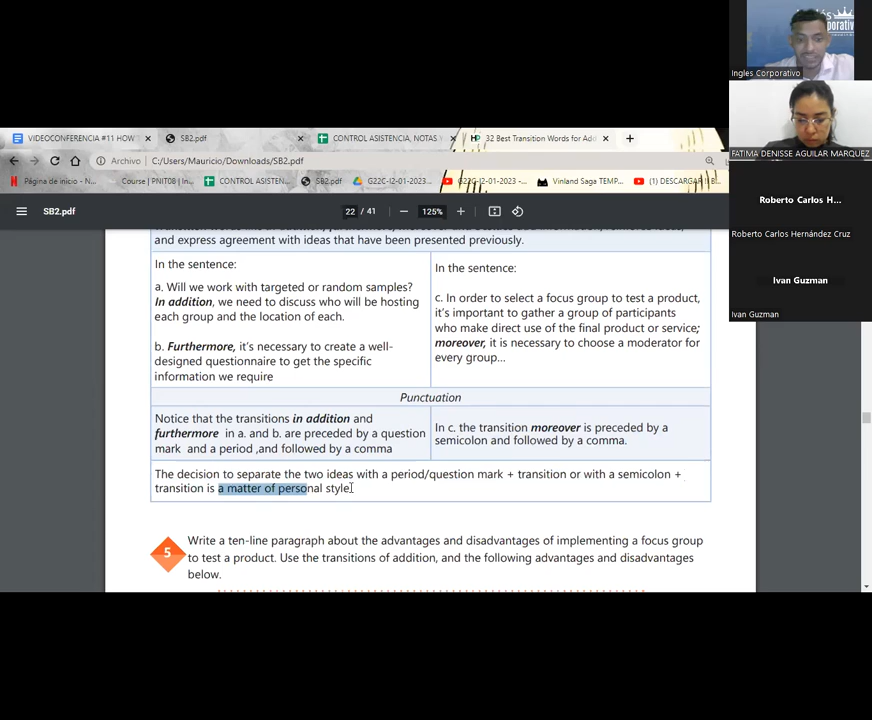 VIDEOCONFERENCIA #11 HOW
SB2.pdf
CONTROL ASISTENCIA, NOTAS Y
32 Best Transition Words for Add
Archivo
C:/Users/Mauricio/Downloads/SB2.pdf
Página de inicio - N...
Course | PNIT08 | In...
CONTROL ASISTEN...
SB2.pdf
G22C-I2-01-2023 -...
G22C-I2-01-2023 -...
Vinland Saga TEMP...
(1) DESCARGAR
SB2.pdf
22 / 41
125%
and express agreement with ideas that have been presented previously.
In the sentence:
a. Will we work with targeted or random samples?
In addition, we need to discuss who will be hosting
each group and the location of each.
b. Furthermore, it's necessary to create a well-
designed questionnaire to get the specific
information we require
In the sentence:
c. In order to select a focus group to test a product,
it's important to gather a group of participants
who make direct use of the final product or service;
moreover, it is necessary to choose a moderator for
every group...
Punctuation
Notice that the transitions in addition and
furthermore in a. and b. are preceded by a question
mark and a period ,and followed by a comma
In c. the transition moreover is preceded by a
semicolon and followed by a comma.
The decision to separate the two ideas with a period/question mark + transition or with a semicolon +
transition is a matter of personal style.
5
Write a ten-line paragraph about the advantages and disadvantages of implementing a focus group
to test a product. Use the transitions of addition, and the following advantages and disadvantages
below.
Ingles Corporativo
FATIMA DENISSE AGUILAR MARQUEZ
Roberto Carlos H...
Roberto Carlos Hernández Cruz
Ivan Guzman
Ivan Guzman